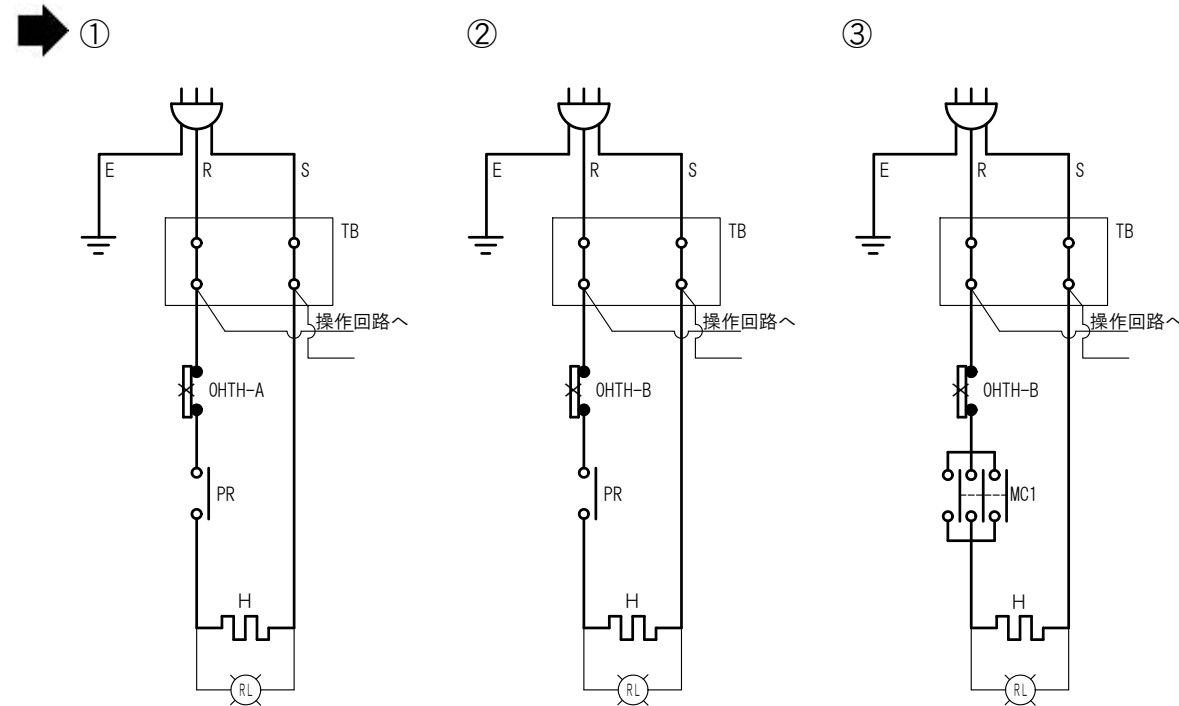 ① ② ③
E R S E R S E R S
TB TB TB
操作回路へ 操作回路へ 操作回路へ
OHTH-A OHTH-B OHTH-B
PR PR MC1
H H H
RL RL RL